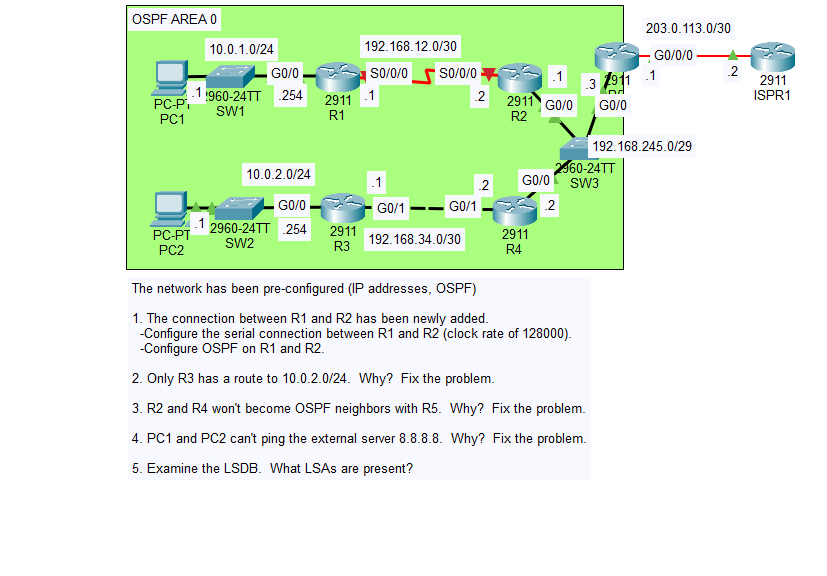 OSPF AREA 0
203.0.113.0/30
10.0.1.0/24
192.168.12.0/30
G0/0
S0/0/0
S0/0/0
G0/0/0
.1
.254
.1
.2
.1
.3
.1
.2
PC-PT
PC1
2960-24TT
SW1
2911
R1
2911
R2
G0/0
2911
G0/0
2911
ISPR1
192.168.245.0/29
2960-24TT
SW3
10.0.2.0/24
.1
.2
G0/0
G0/0
G0/1
G0/1
.2
.1
.254
PC-PT
PC2
2960-24TT
SW2
2911
R3
192.168.34.0/30
2911
R4
The network has been pre-configured (IP addresses, OSPF)
1. The connection between R1 and R2 has been newly added.
-Configure the serial connection between R1 and R2 (clock rate of 128000).
-Configure OSPF on R1 and R2.
2. Only R3 has a route to 10.0.2.0/24. Why? Fix the problem.
3. R2 and R4 won't become OSPF neighbors with R5. Why? Fix the problem.
4. PC1 and PC2 can't ping the external server 8.8.8.8. Why? Fix the problem.
5. Examine the LSDB. What LSAs are present?